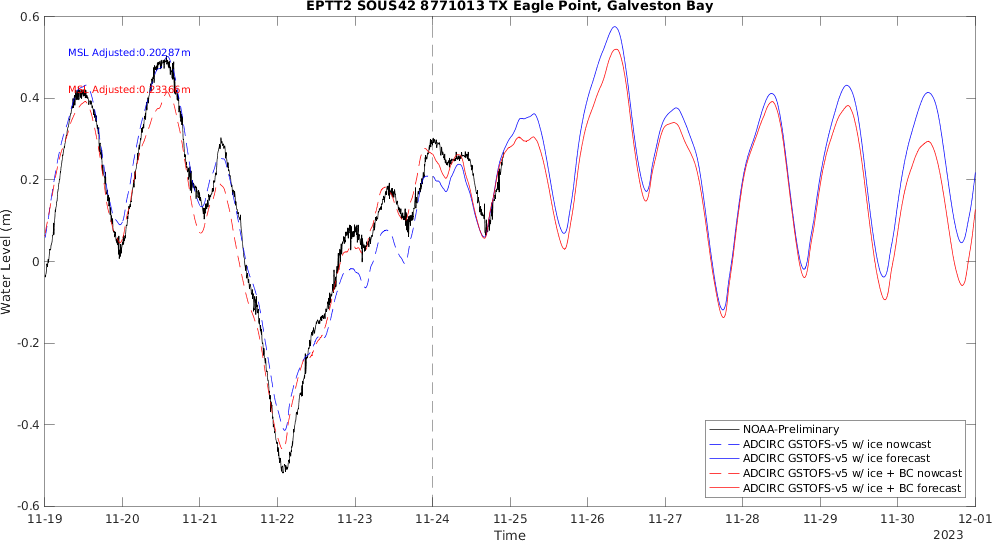 EPTT2 SOUS42 8771013 TX Eagle Point, Galveston Bay
MSL Adjusted:0.20287m
MSL Adjusted:0.23365m
Water Level (m)
0.6
0.4
0.2
0
-0.2
-0.4
-0.6
NOAA-Preliminary
ADCIRC GSTOFS-v5 w/ ice nowcast
ADCIRC GSTOFS-v5 w/ ice forecast
ADCIRC GSTOFS-v5 w/ ice + BC nowcast
ADCIRC GSTOFS-v5 w/ ice + BC forecast
11-19 11-20 11-21 11-22 11-23 11-24 11-25 11-26 11-27 11-28 11-29 11-30 12-01
Time
2023